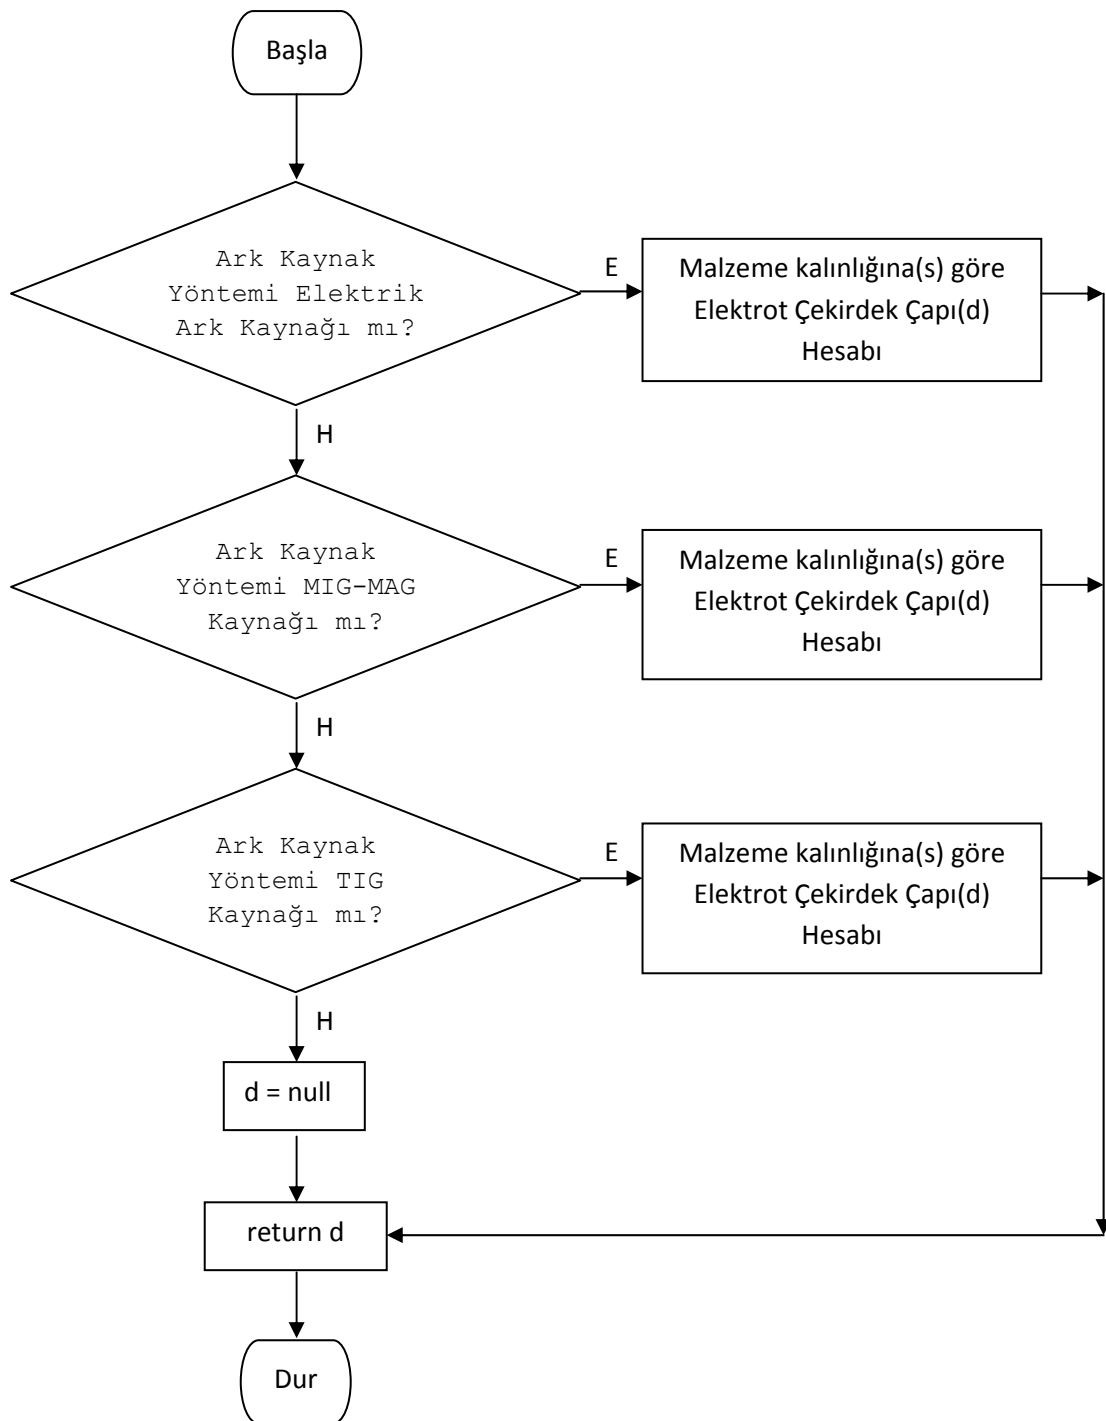 Başla
Ark Kaynak
Yöntemi Elektrik
Ark Kaynağı mı?
E
Malzeme kalınlığına(s) göre
Elektrot Çekirdek Çapı(d)
Hesabı
H
Ark Kaynak
Yöntemi MIG-MAG
Kaynağı mı?
E
Malzeme kalınlığına(s) göre
Elektrot Çekirdek Çapı(d)
Hesabı
H
Ark Kaynak
Yöntemi TIG
Kaynağı mı?
E
Malzeme kalınlığına(s) göre
Elektrot Çekirdek Çapı(d)
Hesabı
H
d = null
return d
Dur